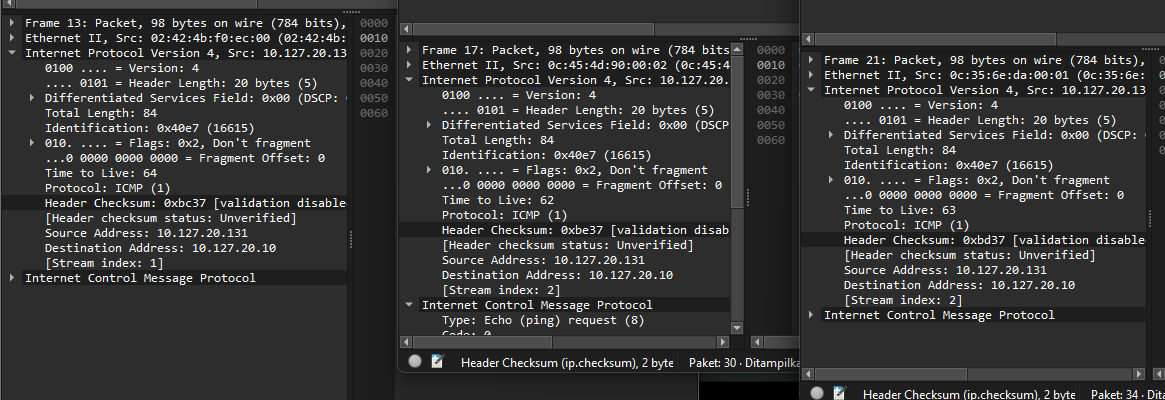 Frame 13: Packet, 98 bytes on wire (784 bits),
Ethernet II, Src: 02:42:4b:f0:ec:00 (02:42:4b:
Internet Protocol Version 4, Src: 10.127.20.13
0100 .... = Version: 4
.... 0101 = Header Length: 20 bytes (5)
Differentiated Services Field: 0x00 (DSCP:
Total Length: 84
Identification: 0x40e7 (16615)
010. .... = Flags: 0x2, Don't fragment
...0 0000 0000 0000 = Fragment Offset: 0
Time to Live: 64
Protocol: ICMP (1)
Header Checksum: 0xbc37 [validation disable
[Header checksum status: Unverified]
Source Address: 10.127.20.131
Destination Address: 10.127.20.10
[Stream index: 1]
Internet Control Message Protocol
0000
0010
0020
0030
0040
0050
0060
Frame 17: Packet, 98 bytes on wire (784 bits
Ethernet II, Src: 0c:45:4d:90:00:02 (0c:45:4
Internet Protocol Version 4, Src: 10.127.20.
0100 .... = Version: 4
.... 0101 = Header Length: 20 bytes (5)
Differentiated Services Field: 0x00 (DSCP
Total Length: 84
Identification: 0x40e7 (16615)
010. .... = Flags: 0x2, Don't fragment
...0 0000 0000 0000 = Fragment Offset: 0
Time to Live: 62
Protocol: ICMP (1)
Header Checksum: 0xbe37 [validation disab
[Header checksum status: Unverified]
Source Address: 10.127.20.131
Destination Address: 10.127.20.10
[Stream index: 2]
Internet Control Message Protocol
Type: Echo (ping) request (8)
Code: 0
0000
0010
0020
0030
0040
0050
0060
Header Checksum (ip.checksum), 2 byte
Paket: 30 · Ditampilka
Frame 21: Packet, 98 bytes on wire (784 bits),
Ethernet II, Src: 0c:35:6e:da:00:01 (0c:35:6e:
Internet Protocol Version 4, Src: 10.127.20.13
0100 .... = Version: 4
.... 0101 = Header Length: 20 bytes (5)
Differentiated Services Field: 0x00 (DSCP:
Total Length: 84
Identification: 0x40e7 (16615)
010. .... = Flags: 0x2, Don't fragment
...0 0000 0000 0000 = Fragment Offset: 0
Time to Live: 63
Protocol: ICMP (1)
Header Checksum: 0xbd37 [validation disable
[Header checksum status: Unverified]
Source Address: 10.127.20.131
Destination Address: 10.127.20.10
[Stream index: 2]
Internet Control Message Protocol
Header Checksum (ip.checksum), 2 byte
Paket: 34 · Dita